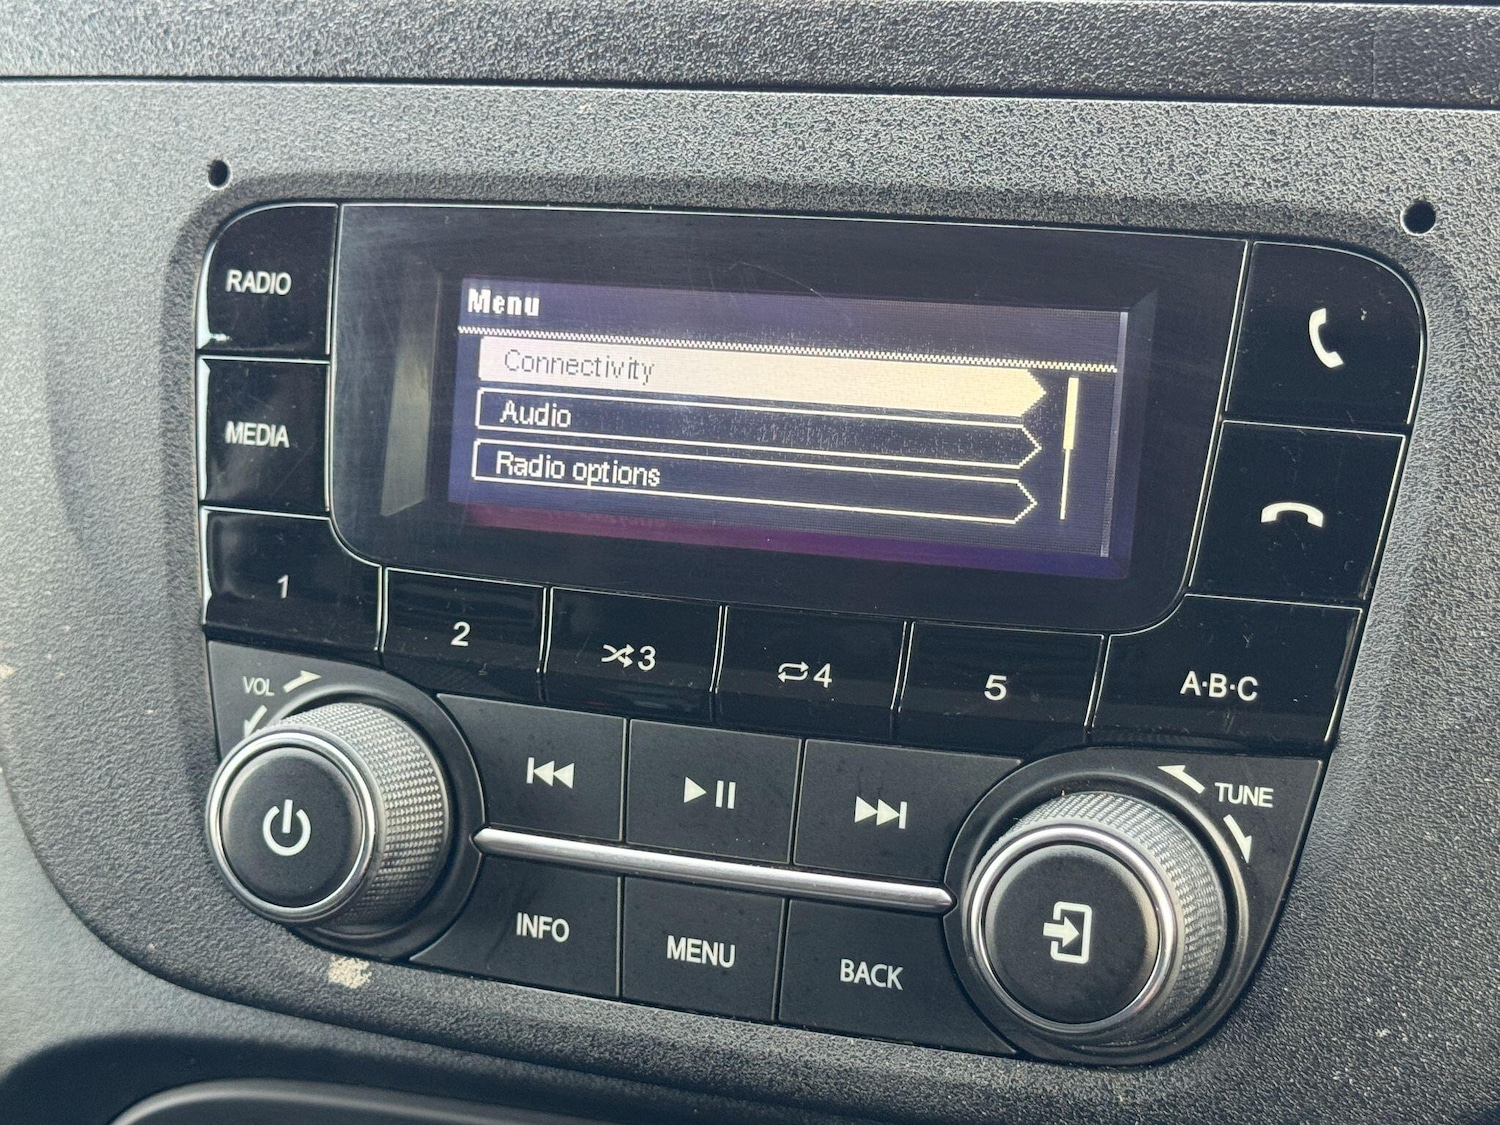 RADIO
Menu
Connectivity
Audio
Radio options
MEDIA
1
2
3
4
5
A·B·C
VOL
TUNE
INFO
MENU
BACK